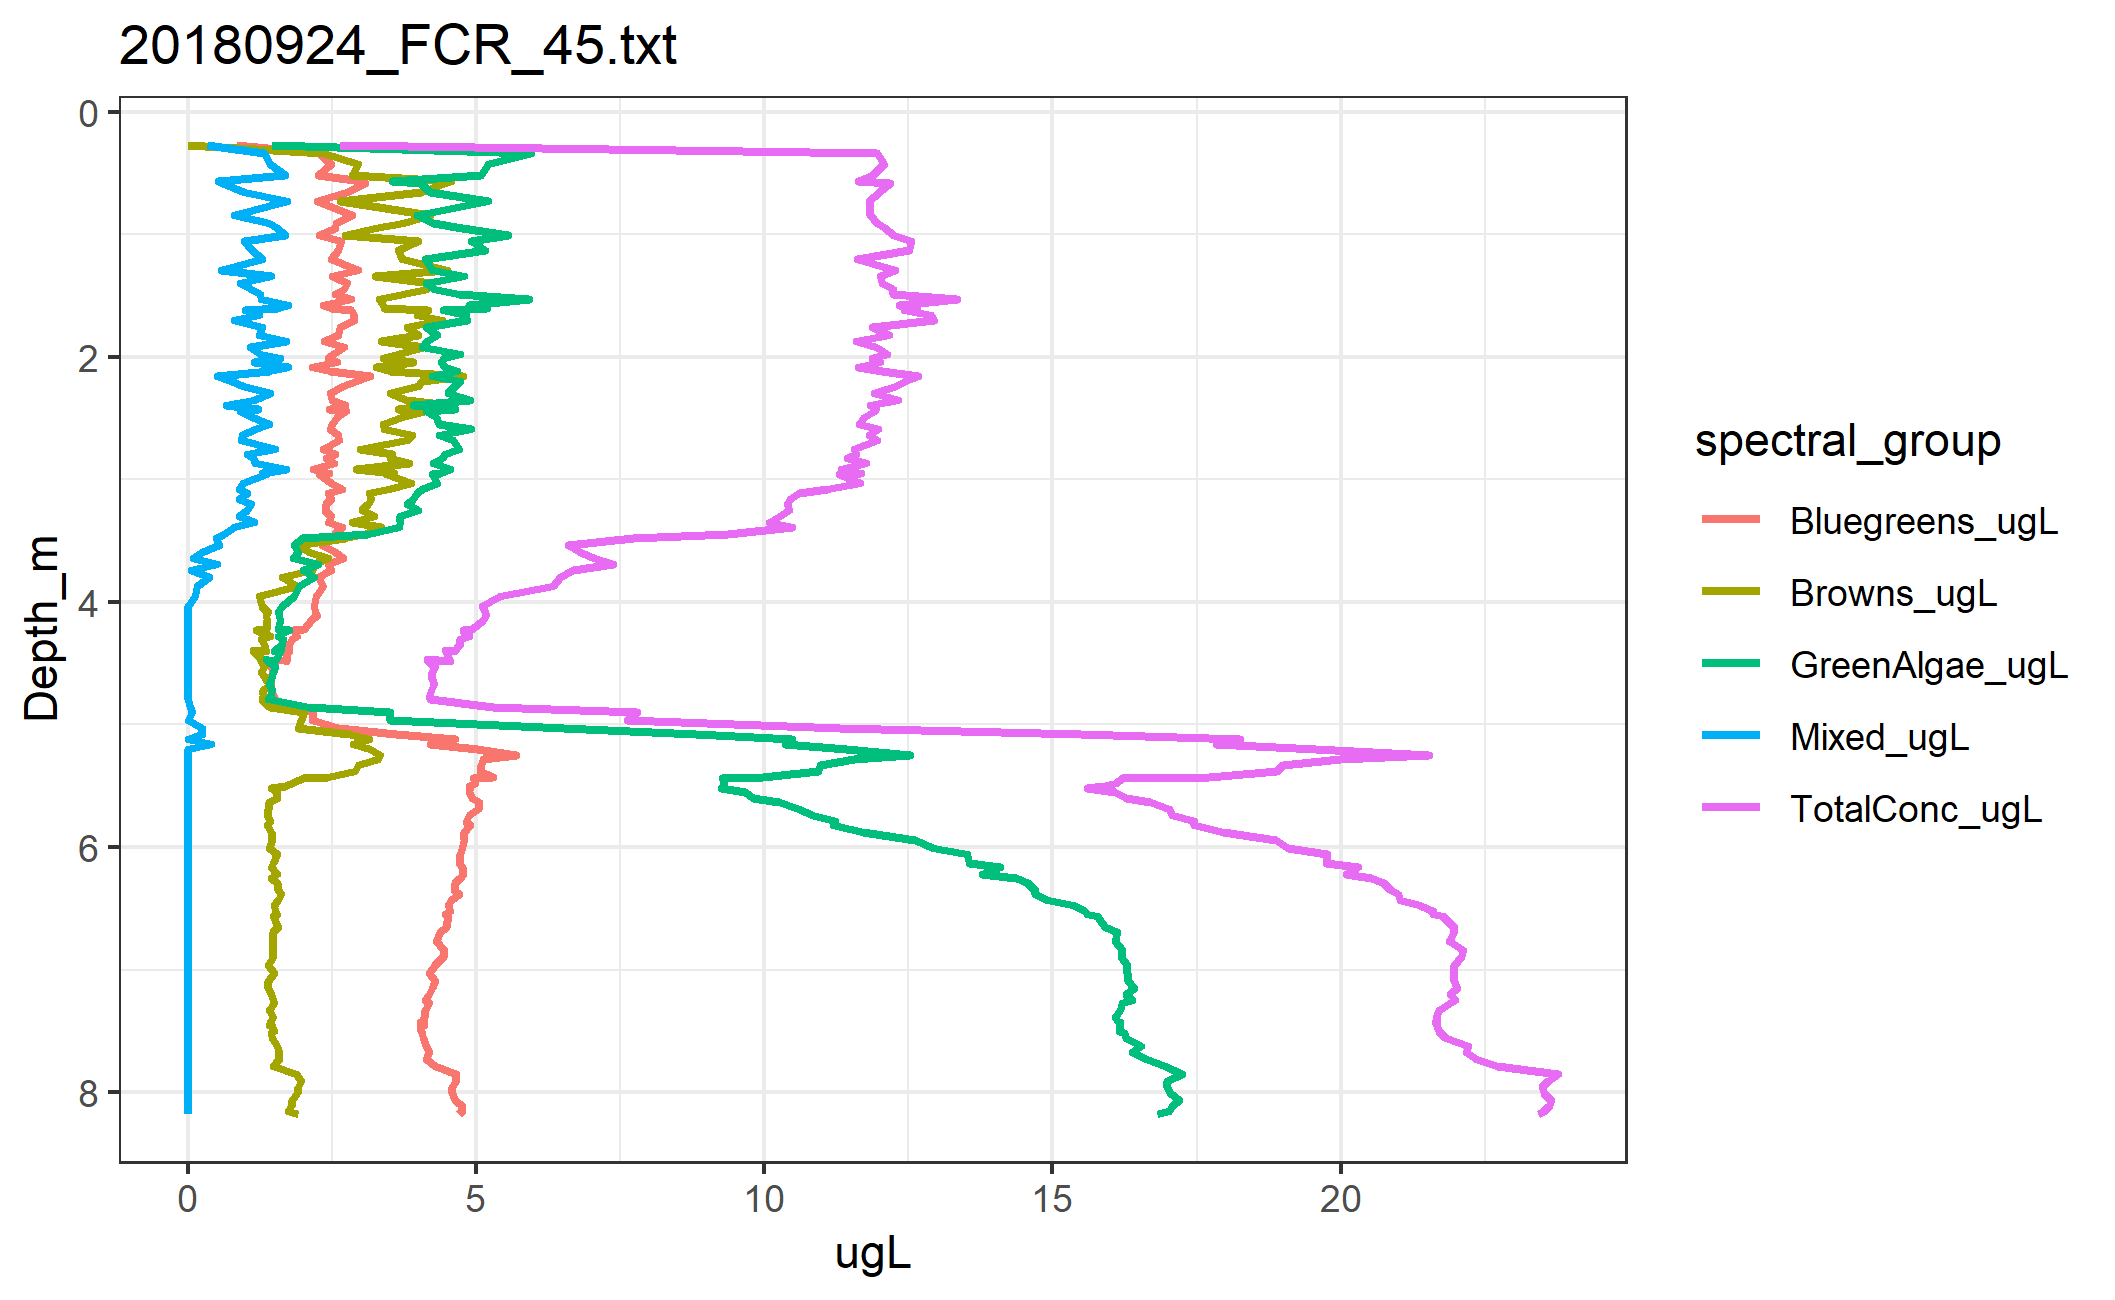 20180924_FCR_45.txt
0
2
4
6
8
Depth_m
0 5 10 15 20
ugL
spectral_group
Bluegreens_ugL
Browns_ugL
GreenAlgae_ugL
Mixed_ugL
TotalConc_ugL